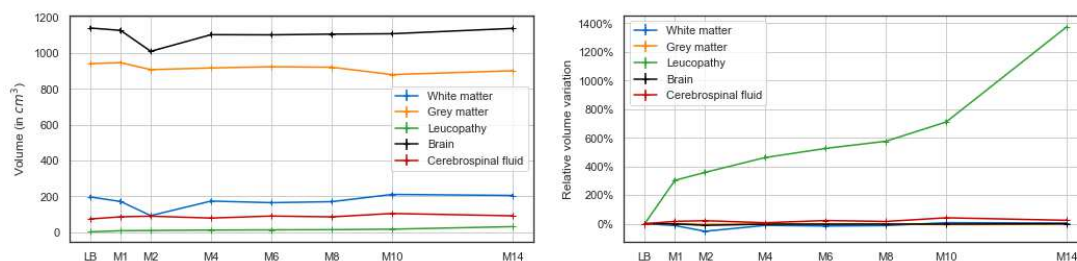 1200
1000
800
600
400
200
0
Volume (in cm³)
White matter
Grey matter
Leucopathy
Brain
Cerebrospinal fluid
LB M1 M2 M4 M6 M8 M10 M14
1400%
1200%
1000%
800%
600%
400%
200%
0%
Relative volume variation
White matter
Grey matter
Leucopathy
Brain
Cerebrospinal fluid
LB M1 M2 M4 M6 M8 M10 M14